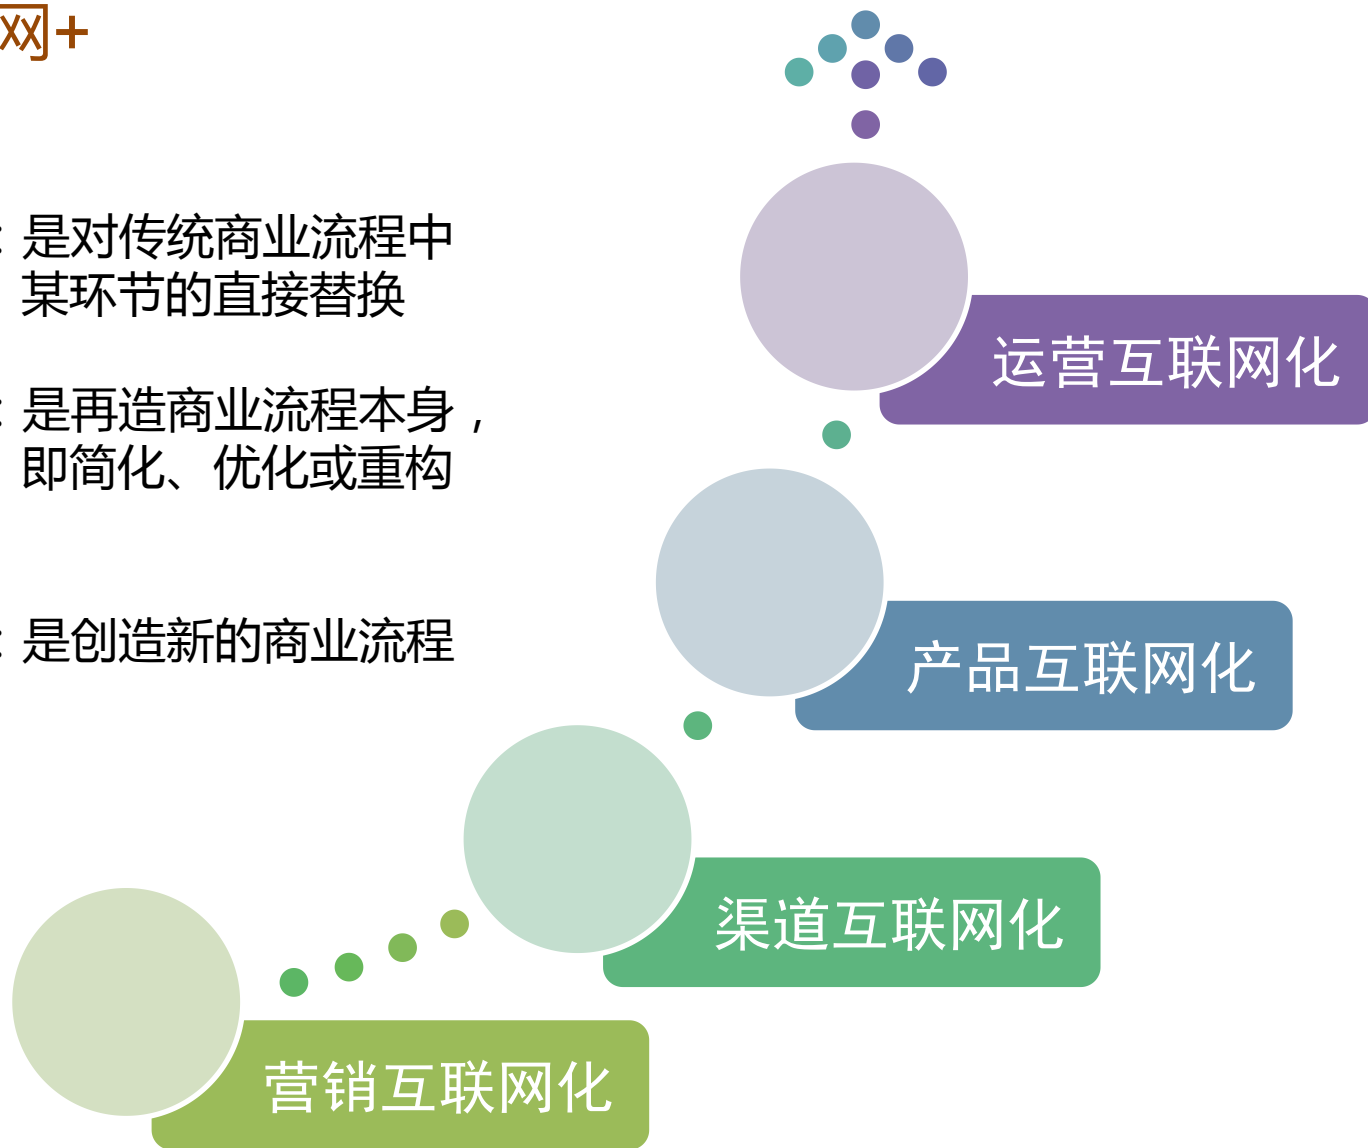 网+
：是对传统商业流程中
某环节的直接替换
：是再造商业流程本身，
即简化、优化或重构
：是创造新的商业流程
运营互联网化
产品互联网化
渠道互联网化
营销互联网化